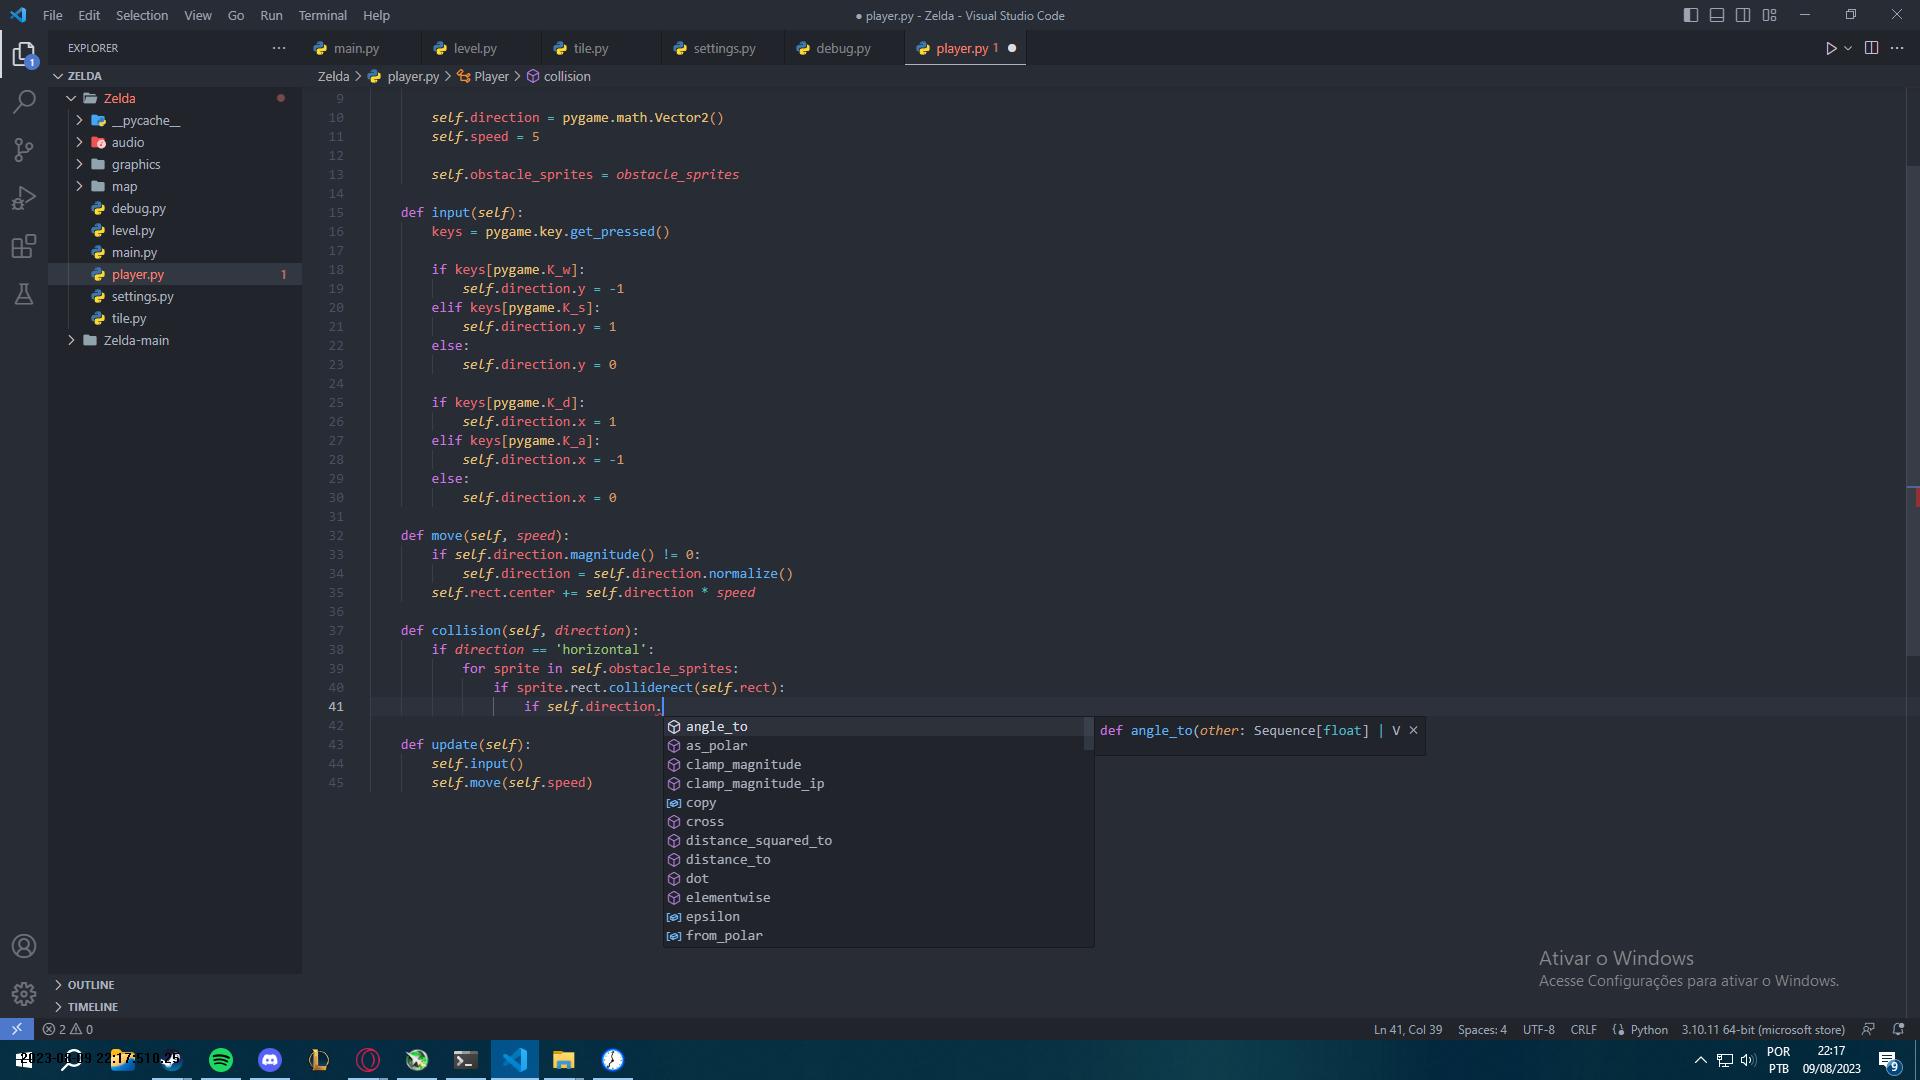 File Edit Selection View Go Run Terminal Help
● player.py - Zelda - Visual Studio Code
EXPLORER ···
ZELDA
Zelda
__pycache__
audio
graphics
map
debug.py
level.py
main.py
player.py 1
settings.py
tile.py
Zelda-main
OUTLINE
TIMELINE
1
main.py level.py tile.py settings.py debug.py player.py 1 ●
Zelda > player.py > Player > collision
9
10 self.direction = pygame.math.Vector2()
11 self.speed = 5
12
13 self.obstacle_sprites = obstacle_sprites
14
15 def input(self):
16 keys = pygame.key.get_pressed()
17
18 if keys[pygame.K_w]:
19 self.direction.y = -1
20 elif keys[pygame.K_s]:
21 self.direction.y = 1
22 else:
23 self.direction.y = 0
24
25 if keys[pygame.K_d]:
26 self.direction.x = 1
27 elif keys[pygame.K_a]:
28 self.direction.x = -1
29 else:
30 self.direction.x = 0
31
32 def move(self, speed):
33 if self.direction.magnitude() != 0:
34 self.direction = self.direction.normalize()
35 self.rect.center += self.direction * speed
36
37 def collision(self, direction):
38 if direction == 'horizontal':
39 for sprite in self.obstacle_sprites:
40 if sprite.rect.colliderect(self.rect):
41 if self.direction.
42
43 def update(self):
44 self.input()
45 self.move(self.speed)
angle_to
as_polar
clamp_magnitude
clamp_magnitude_ip
copy
cross
distance_squared_to
distance_to
dot
elementwise
epsilon
from_polar
def angle_to(other: Sequence[float] | V
Ativar o Windows
Acesse Configurações para ativar o Windows.
2 0
Ln 41, Col 39 Spaces: 4 UTF-8 CRLF Python 3.10.11 64-bit (microsoft store)
POR
PTB
22:17
09/08/2023
9